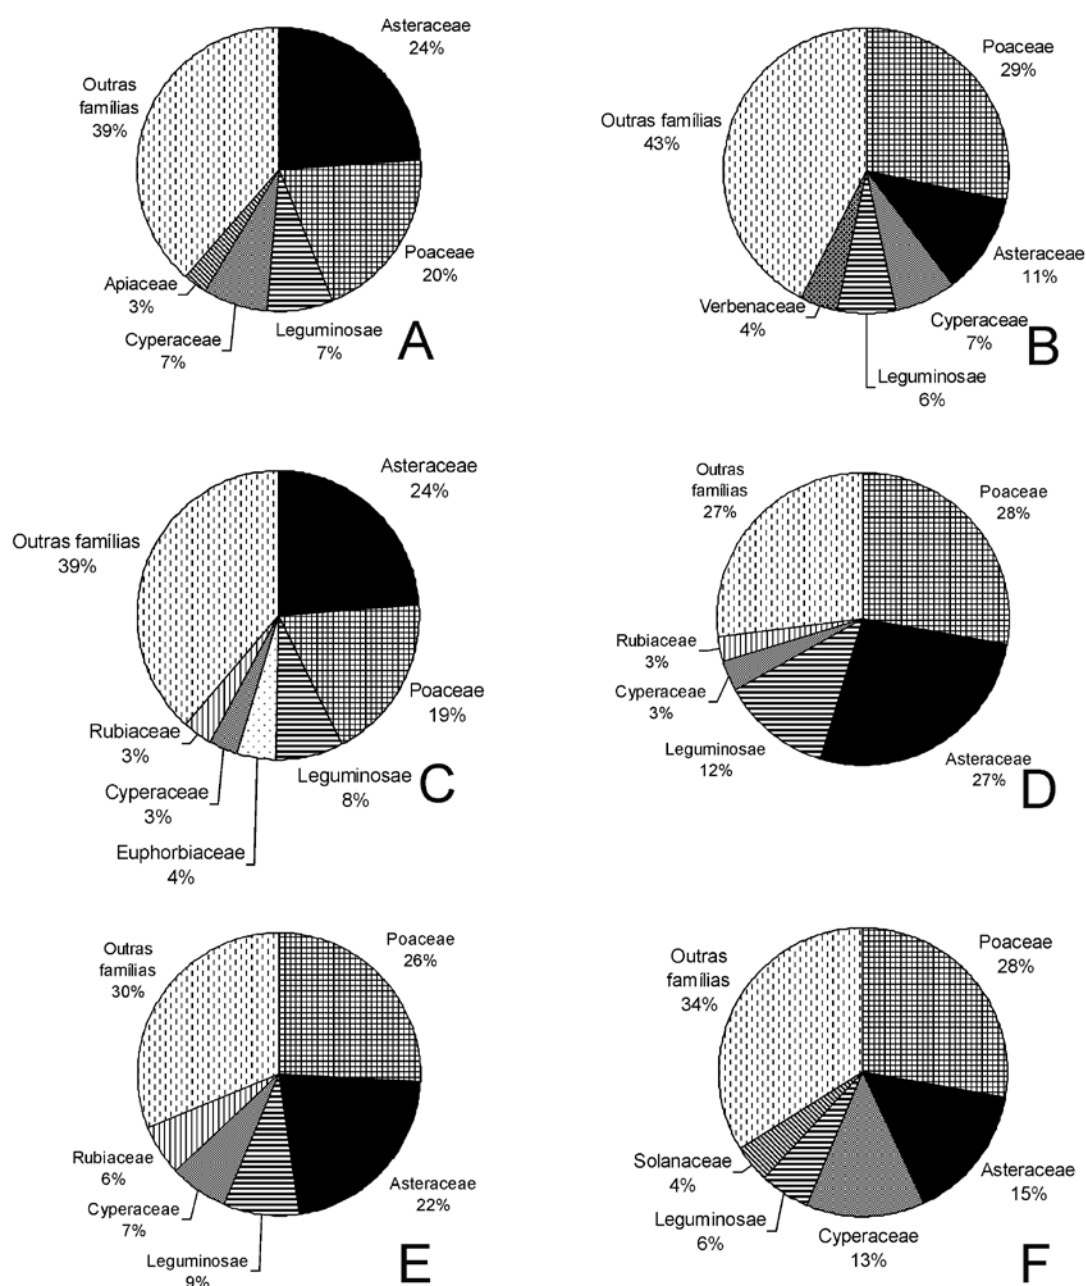 Asteraceae
24%
Outras
famílias
39%
Poaceae
20%
Apiaceae
3%
Cyperaceae
7%
Leguminosae
7%
A
Poaceae
29%
Outras famílias
43%
Asteraceae
11%
Verbenaceae
4%
Cyperaceae
7%
Leguminosae
6%
B
Asteraceae
24%
Outras famílias
39%
Poaceae
19%
Rubiaceae
3%
Cyperaceae
3%
Leguminosae
8%
Euphorbiaceae
4%
C
Outras
famílias
27%
Poaceae
28%
Rubiaceae
3%
Cyperaceae
3%
Leguminosae
12%
Asteraceae
27%
D
Outras
famílias
30%
Poaceae
26%
Rubiaceae
6%
Cyperaceae
7%
Asteraceae
22%
Leguminosae
9%
E
Outras
famílias
34%
Poaceae
28%
Solanaceae
4%
Asteraceae
15%
Leguminosae
6%
Cyperaceae
13%
F